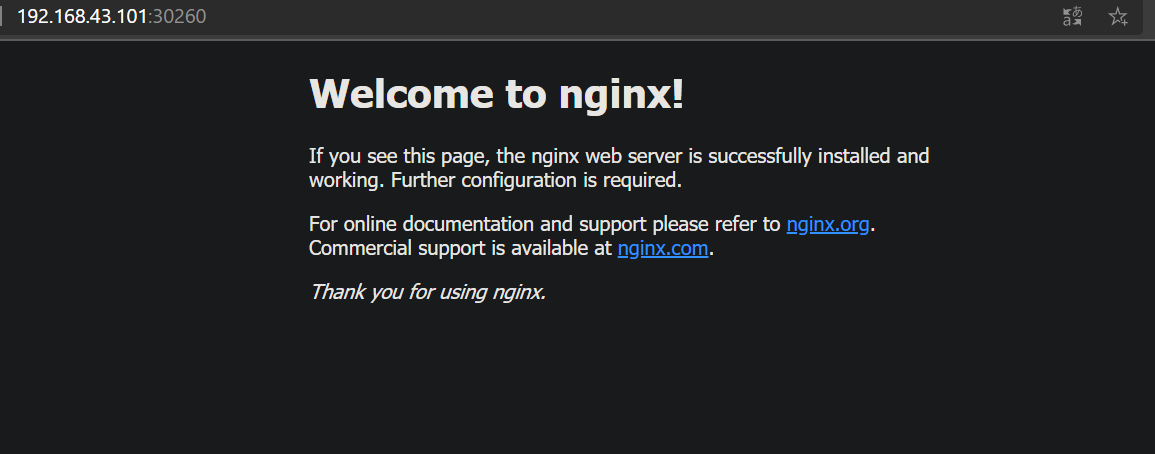 192.168.43.101:30260
Welcome to nginx!
If you see this page, the nginx web server is successfully installed and
working. Further configuration is required.
For online documentation and support please refer to nginx.org.
Commercial support is available at nginx.com.
Thank you for using nginx.